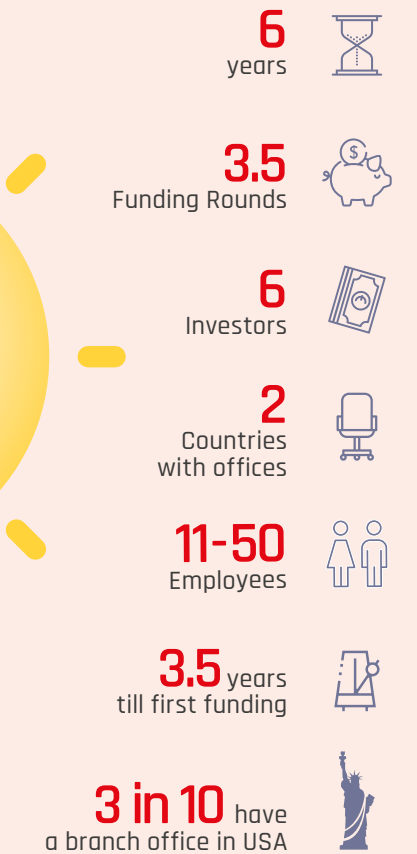 6
years
$
3.5
Funding Rounds
6
Investors
2
Countries
with offices
11-50
Employees
3.5 years
till first funding
3 in 10 have
a branch office in USA